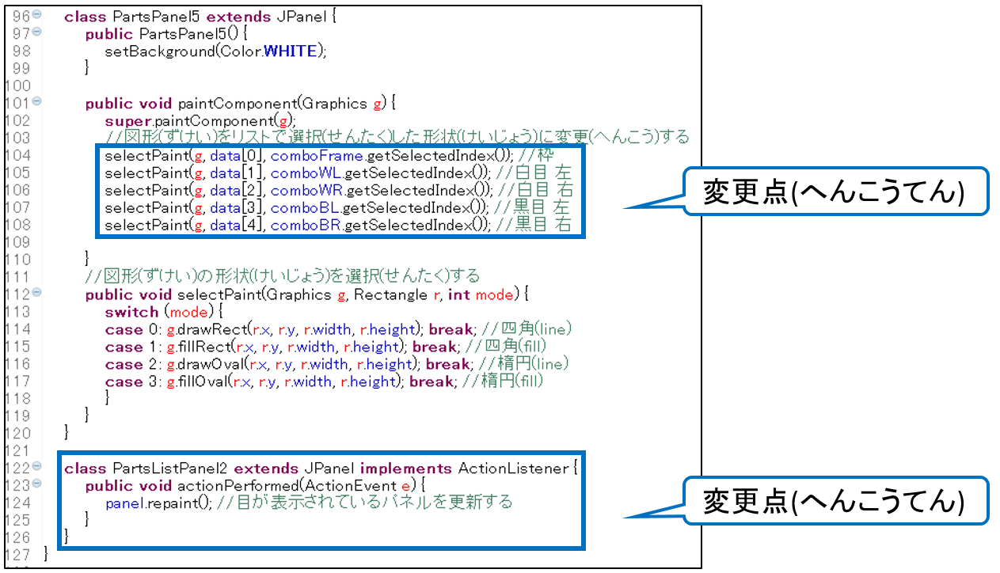 96 class PartsPanel5 extends JPanel {
97 public PartsPanel5() {
98 setBackground(Color.WHITE);
99 }
100
101 public void paintComponent(Graphics g) {
102 super.paintComponent(g);
103 //図形(ずけい)をリストで選択(せんたく)した形状((けいじょう)に変更(へんこう)する
104 selectPaint(g, data[0], comboFrame.getSelectedIndex()); //枠
105 selectPaint(g, data[1], comboWL.getSelectedIndex()); //白目 左
106 selectPaint(g, data[2], comboWR.getSelectedIndex()); //白目 右
変更点(へんこうてん)
107 selectPaint(g, data[3], comboBL.getSelectedIndex()); //黒目 左
108 selectPaint(g, data[4], comboBR.getSelectedIndex()); //黒目 右
109
110 }
111 //図形(ずけい)の形状((けいじょう)を選択(せんたく)する
112 public void selectPaint(Graphics g, Rectangle r, int mode) {
113 switch (mode) {
114 case 0: g.drawRect(r.x, r.y, r.width, r.height); break; //四角(line)
115 case 1: g.fillRect(r.x, r.y, r.width, r.height); break; //四角(fill)
116 case 2: g.drawOval(r.x, r.y, r.width, r.height); break; //楕円(line)
117 case 3: g.fillOval(r.x, r.y, r.width, r.height); break; //楕円(fill)
118 }
119 }
120 }
121
122 class PartsListPanel2 extends JPanel implements ActionListener {
123 public void actionPerformed(ActionEvent e) {
124 panel.repaint(); //目が表示されているパネルを更新する
変更点(へんこうてん)
125 }
126 }
127 }